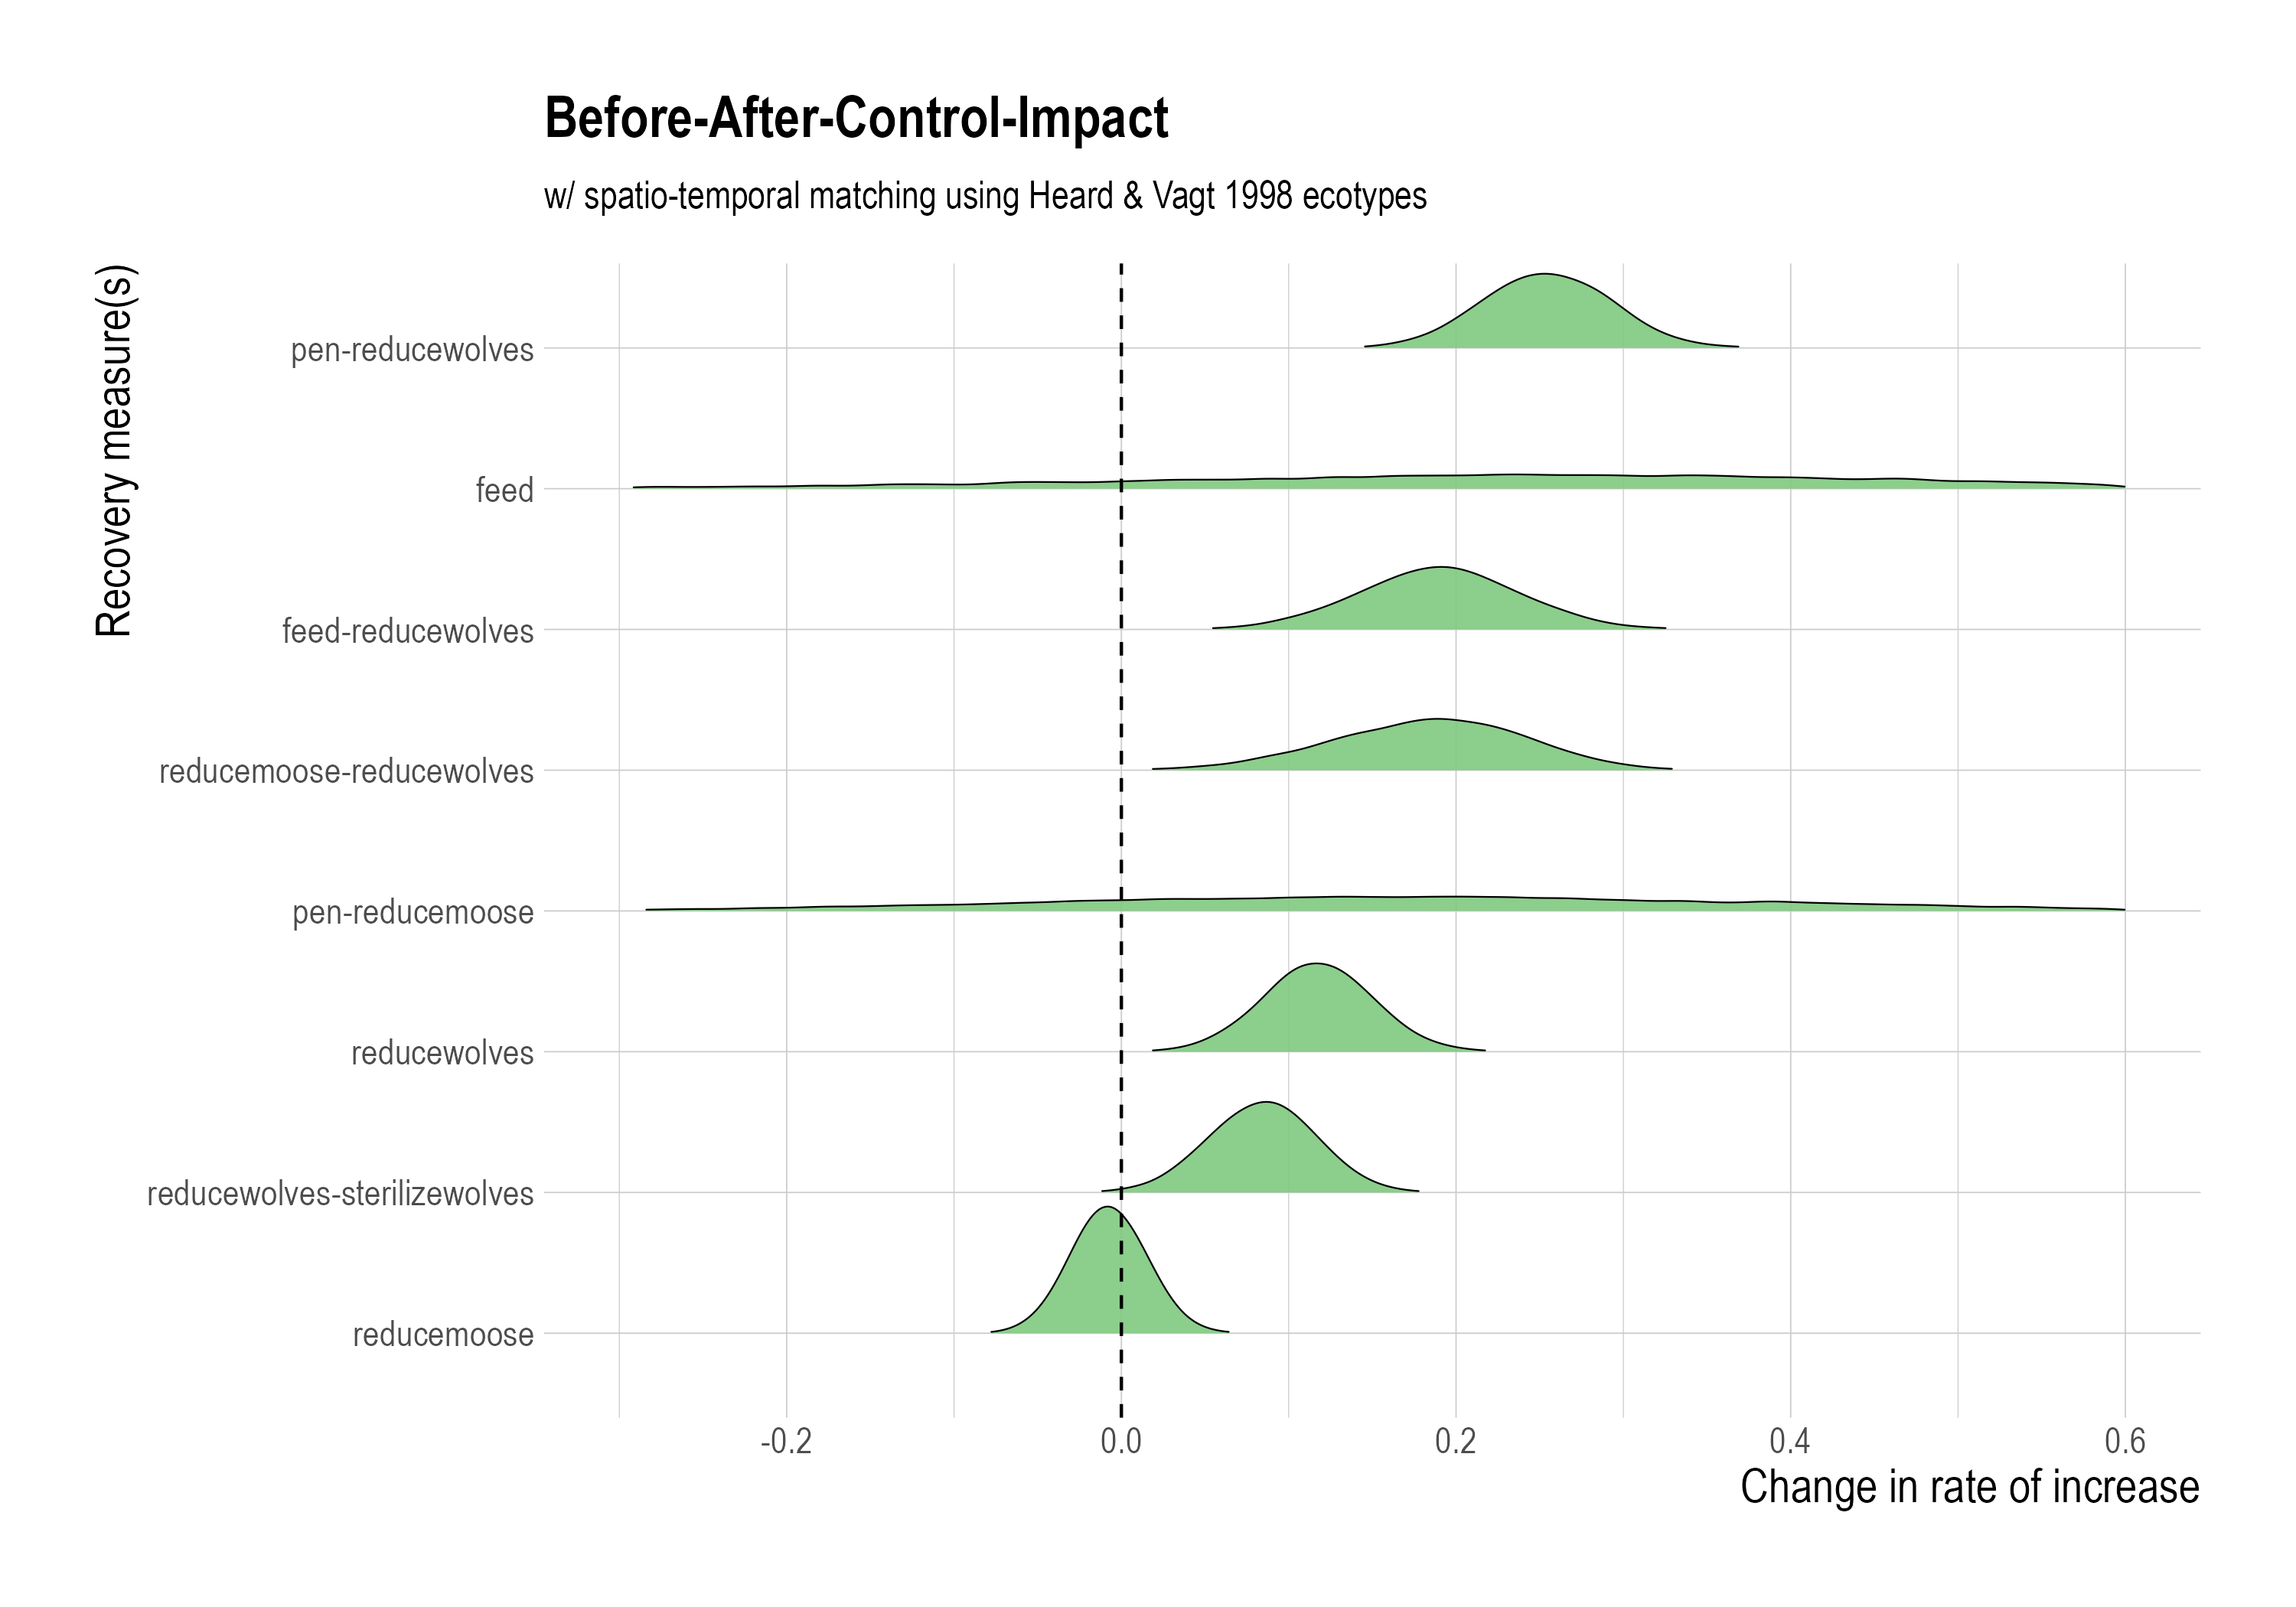 Before-After-Control-Impact
w/ spatio-temporal matching using Heard & Vagt 1998 ecotypes
Recovery measure(s)
pen-reducewolves
feed
feed-reducewolves
reducemoose-reducewolves
pen-reducemoose
reducewolves
reducewolves-sterilizewolves
reducemoose
-0.2 0.0 0.2 0.4 0.6
Change in rate of increase